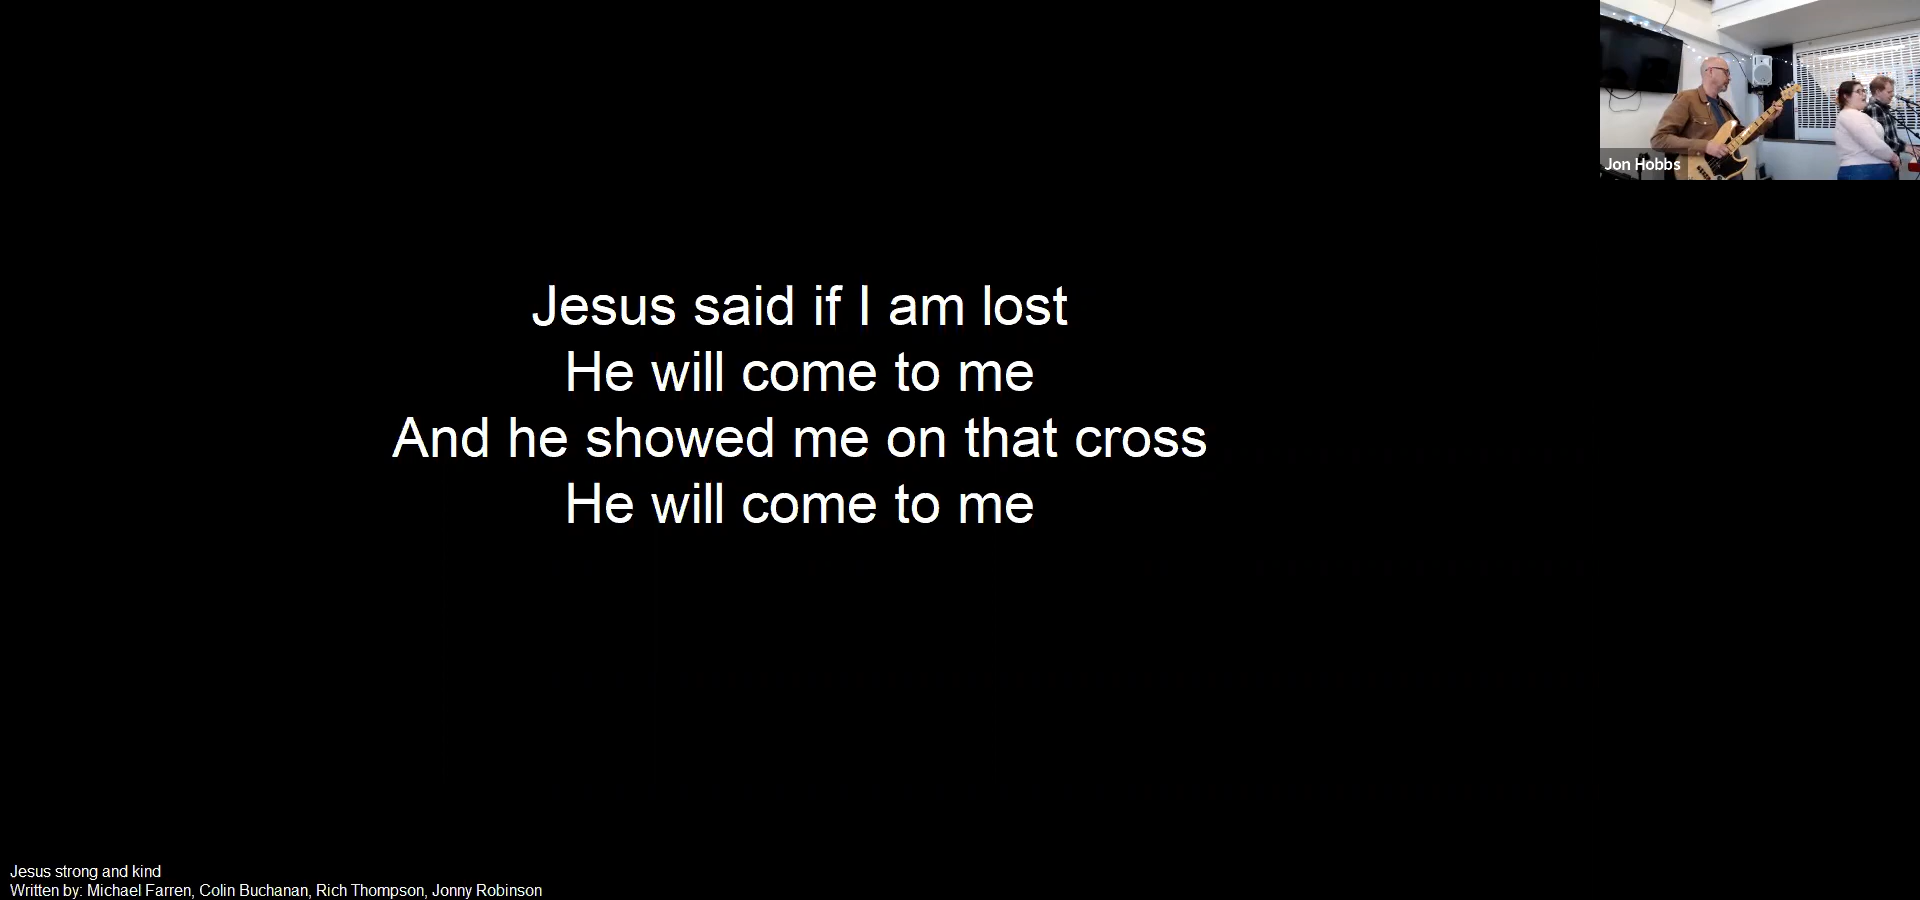 Jesus said if I am lost
He will come to me
And he showed me on that cross
He will come to me
Jon Hobbs
Jesus strong and kind
Written by: Michael Farren, Colin Buchanan, Rich Thompson, Jonny Robinson